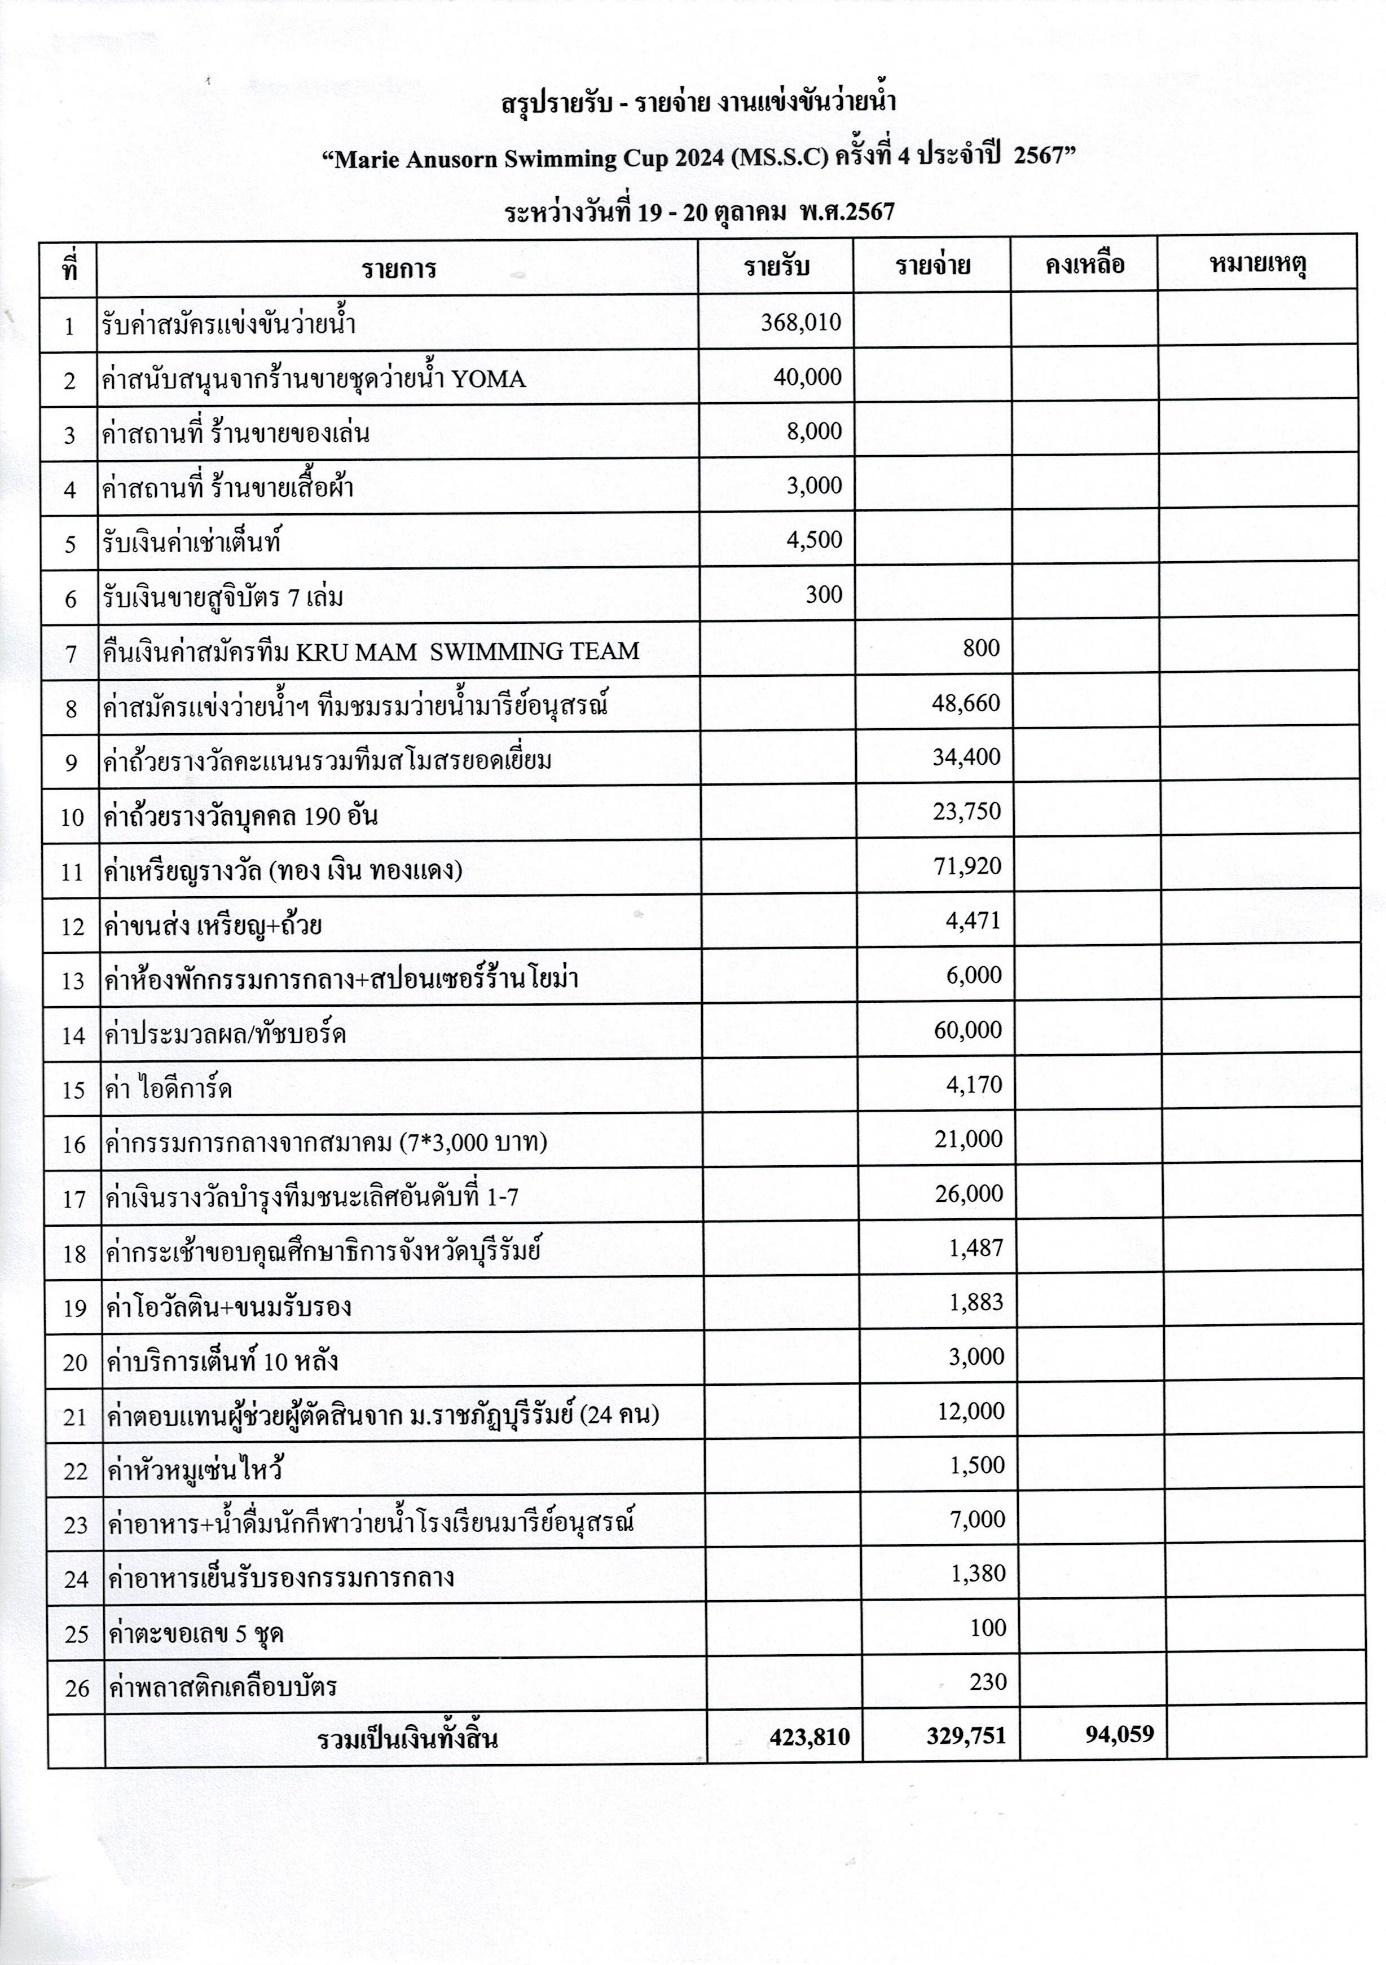 สรุปรายรับ - รายจ่าย งานแข่งขันว่ายน้ำ
“Marie Anusorn Swimming Cup 2024 (MS.S.C) ครั้งที่ 4 ประจำปี 2567”
ระหว่างวันที่ 19 - 20 ตุลาคม พ.ศ.2567
ที่ รายการ รายรับ รายจ่าย คงเหลือ หมายเหตุ
1 รับค่าสมัครแข่งขันว่ายน้ำ 368,010
2 ค่าสนับสนุนจากร้านขายชุดว่ายน้ำ YOMA 40,000
3 ค่าสถานที่ ร้านขายของเล่น 8,000
4 ค่าสถานที่ ร้านขายเสื้อผ้า 3,000
5 รับเงินค่าเช่าเต็นท์ 4,500
6 รับเงินขายสูจิบัตร 7 เล่ม 300
7 คืนเงินค่าสมัครทีม KRU MAM SWIMMING TEAM 800
8 ค่าสมัครแข่งว่ายน้ำฯ ทีมชมรมว่ายน้ำมารีย์อนุสรณ์ 48,660
9 ค่าถ้วยรางวัลคะแนนรวมทีมสโมสรยอดเยี่ยม 34,400
10 ค่าถ้วยรางวัลบุคคล 190 อัน 23,750
11 ค่าเหรียญรางวัล (ทอง เงิน ทองแดง) 71,920
12 ค่าขนส่ง เหรียญ+ถ้วย 4,471
13 ค่าห้องพักกรรมการกลาง+สปอนเซอร์ร้านโยม่า 6,000
14 ค่าประมวลผล/ทัชบอร์ด 60,000
15 ค่า ไอดีการ์ด 4,170
16 ค่ากรรมการกลางจากสมาคม (7*3,000 บาท) 21,000
17 ค่าเงินรางวัลบำรุงทีมชนะเลิศอันดับที่ 1-7 26,000
18 ค่ากระเช้าขอบคุณศึกษาธิการจังหวัดบุรีรัมย์ 1,487
19 ค่าโอวัลติน+ขนมรับรอง 1,883
20 ค่าบริการเต็นท์ 10 หลัง 3,000
21 ค่าตอบแทนผู้ช่วยผู้ตัดสินจาก ม.ราชภัฏบุรีรัมย์ (24 คน) 12,000
22 ค่าหัวหมูเซ่นไหว้ 1,500
23 ค่าอาหาร+น้ำดื่มนักกีฬาว่ายน้ำโรงเรียนมารีย์อนุสรณ์ 7,000
24 ค่าอาหารเย็นรับรองกรรมการกลาง 1,380
25 ค่าตะขอเลข 5 ชุด 100
26 ค่าพลาสติกเคลือบบัตร 230
รวมเป็นเงินทั้งสิ้น 423,810 329,751 94,059